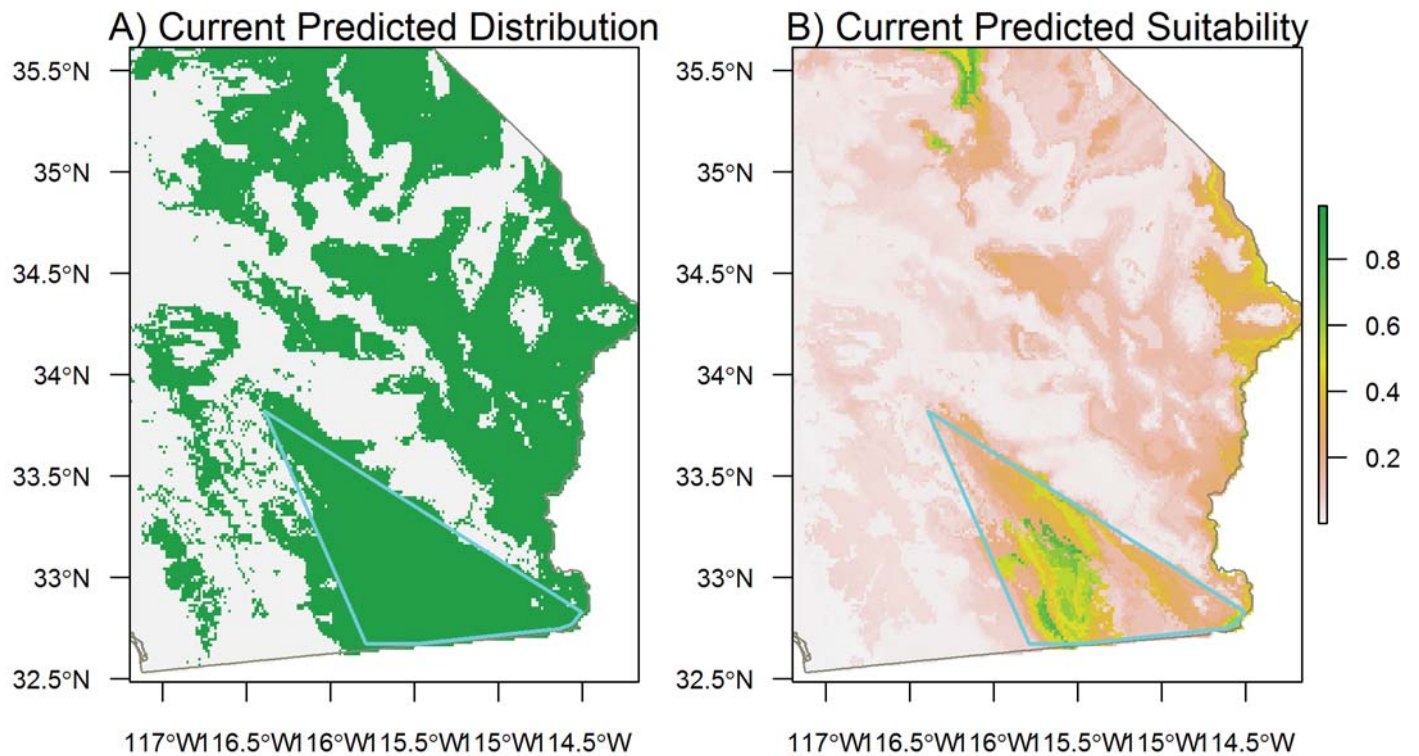 A) Current Predicted Distribution
35.5°N
35°N
34.5°N
34°N
33.5°N
33°N
32.5°N
117°W116.5°W116°W115.5°W115°W114.5°W
B) Current Predicted Suitability
35.5°N
35°N
34.5°N
34°N
33.5°N
33°N
32.5°N
117°W116.5°W116°W115.5°W115°W114.5°W
0.8
0.6
0.4
0.2